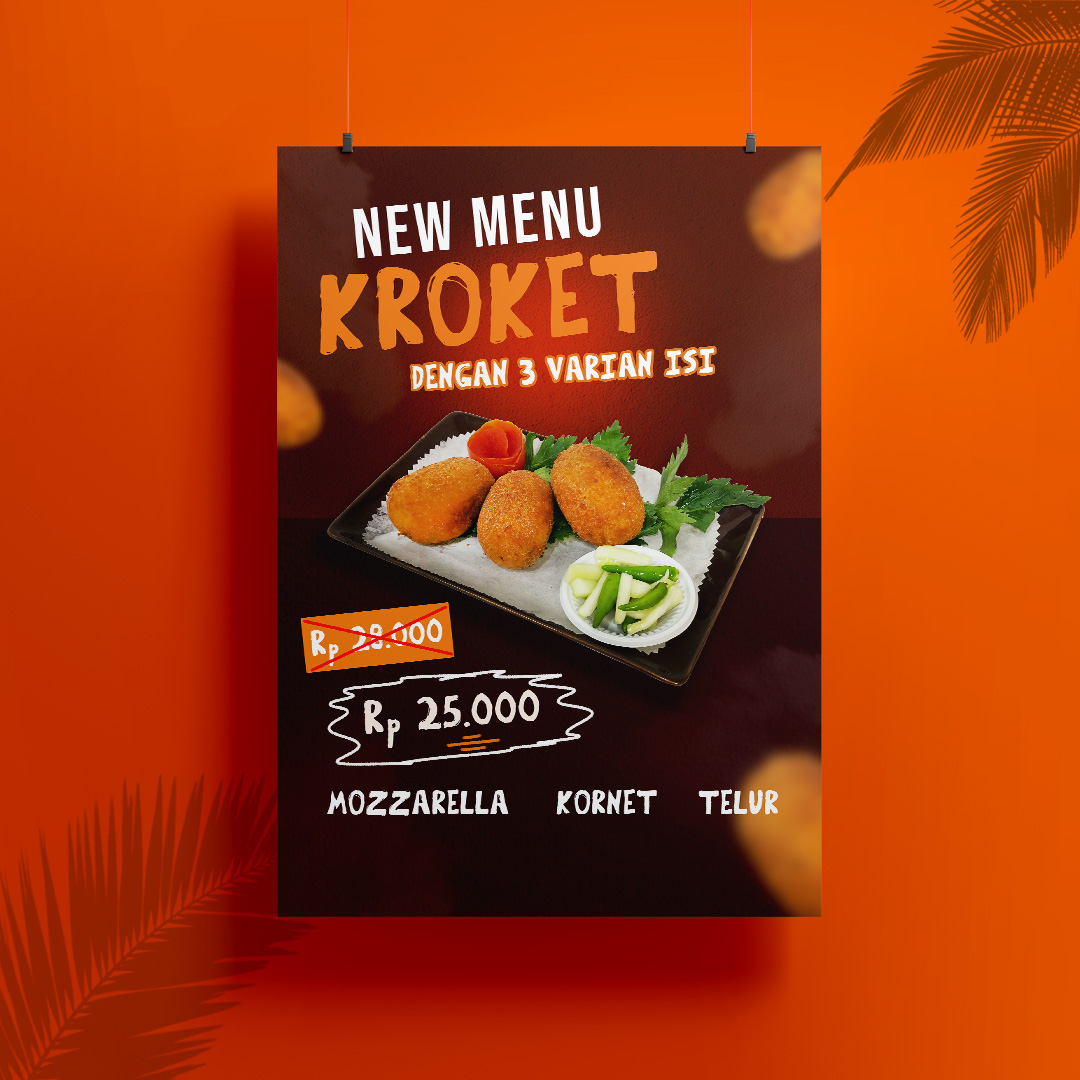 NEW MENU
KROKET
DENGAN 3 VARIAN ISI
Rp 28.000
Rp 25.000
MOZZARELLA KORNET TELUR